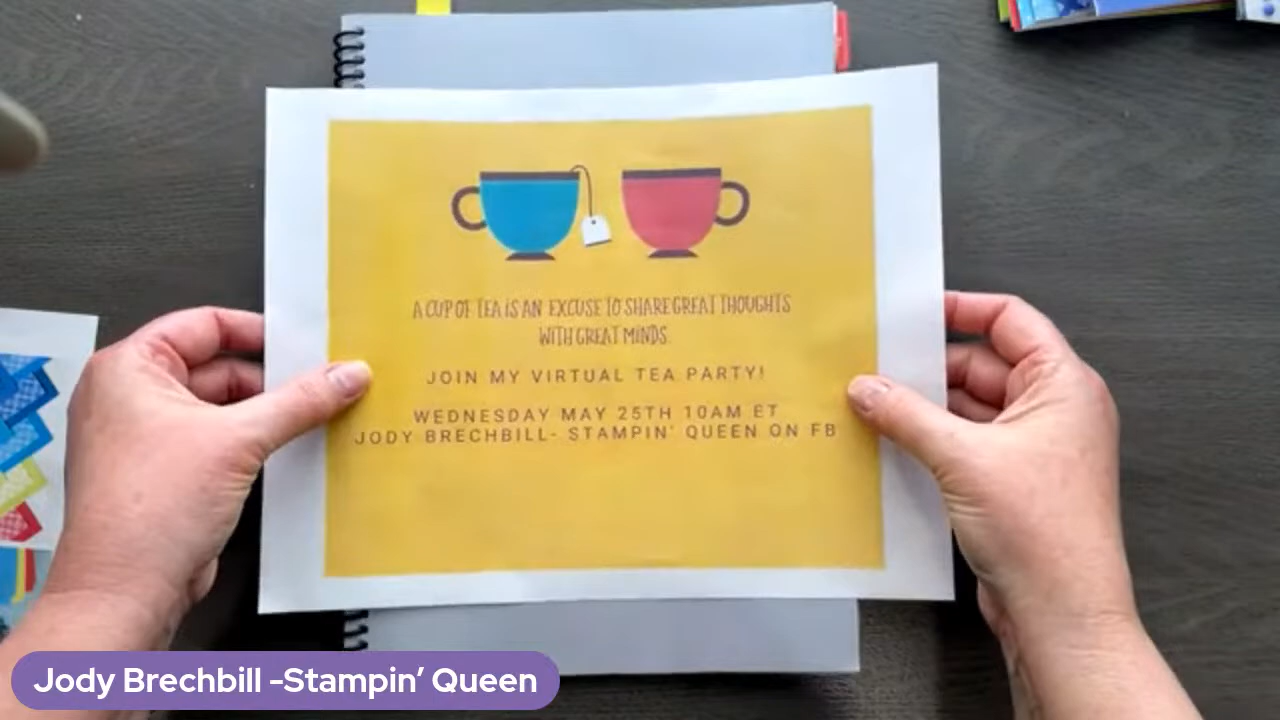 A CUP OF TEA IS AN EXCUSE TO SHARE GREAT THOUGHTS
WITH GREAT MINDS.
JOIN MY VIRTUAL TEA PARTY!
WEDNESDAY MAY 25TH 10AM ET
JODY BRECHBILL- STAMPIN' QUEEN ON FB
Jody Brechbill -Stampin’ Queen